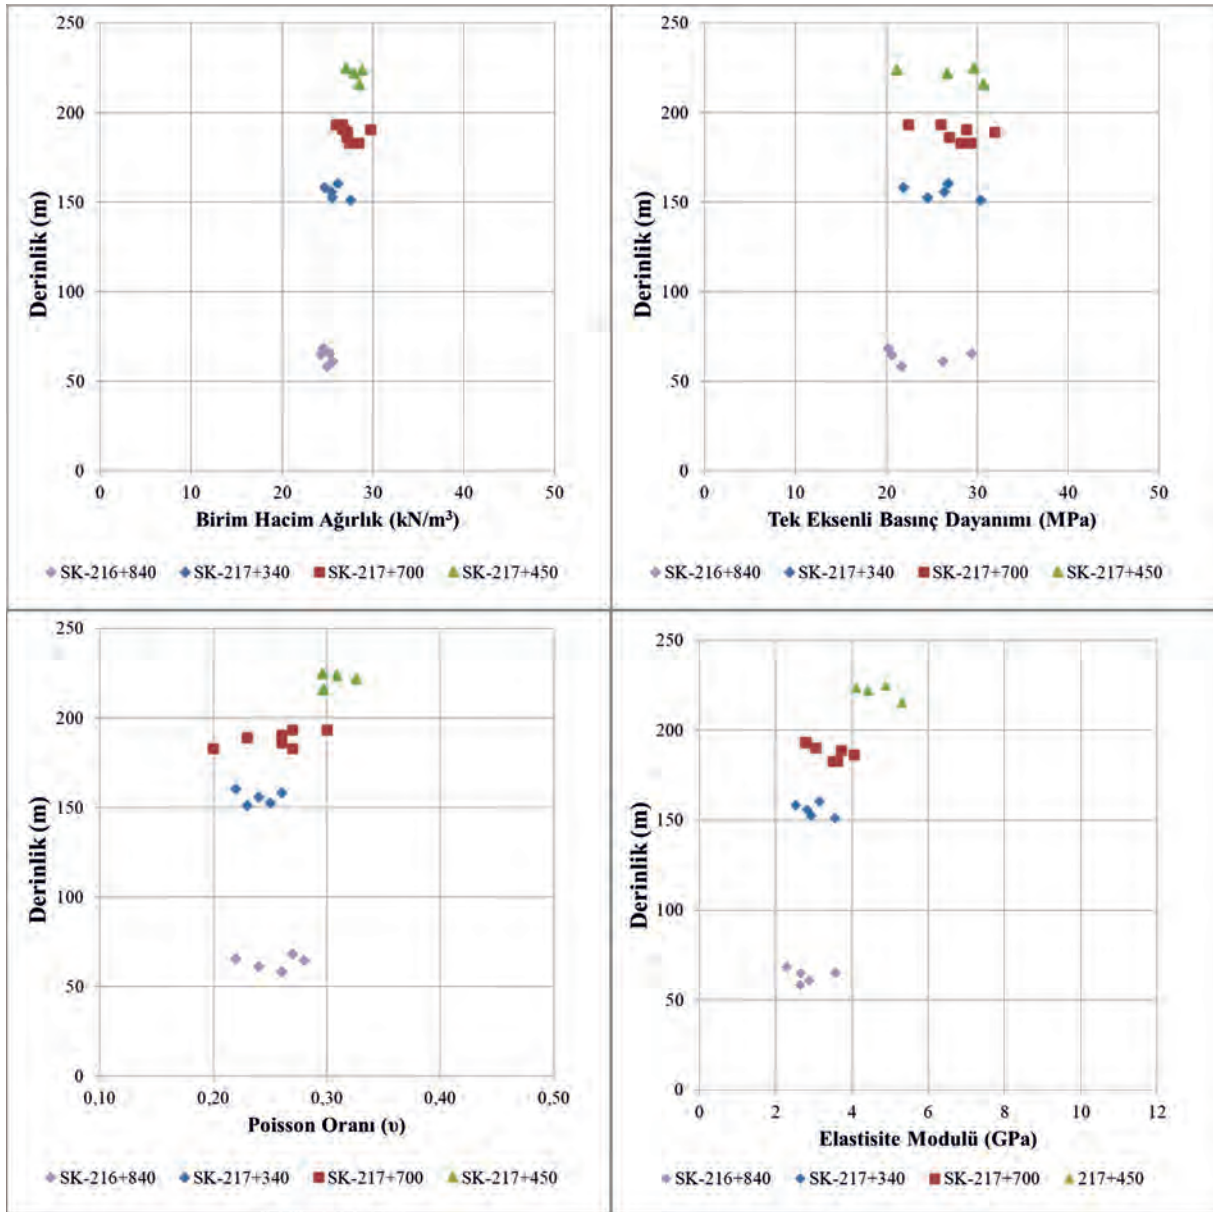 250
200
150
100
50
0
Derinlik (m)
0 10 20 30 40 50
Birim Hacim Ağırlık (kN/m³)
SK-216+840 SK-217+340 SK-217+700 SK-217+450
250
200
150
100
50
0
Derinlik (m)
0 10 20 30 40 50
Tek Eksenli Basınç Dayanımı (MPa)
SK-216+840 SK-217+340 SK-217+700 SK-217+450
250
200
150
100
50
0
Derinlik (m)
0,10 0,20 0,30 0,40 0,50
Poisson Oranı (υ)
SK-216+840 SK-217+340 SK-217+700 SK-217+450
250
200
150
100
50
0
Derinlik (m)
0 2 4 6 8 10 12
Elastisite Modülü (GPa)
SK-216+840 SK-217+340 SK-217+700 217+450